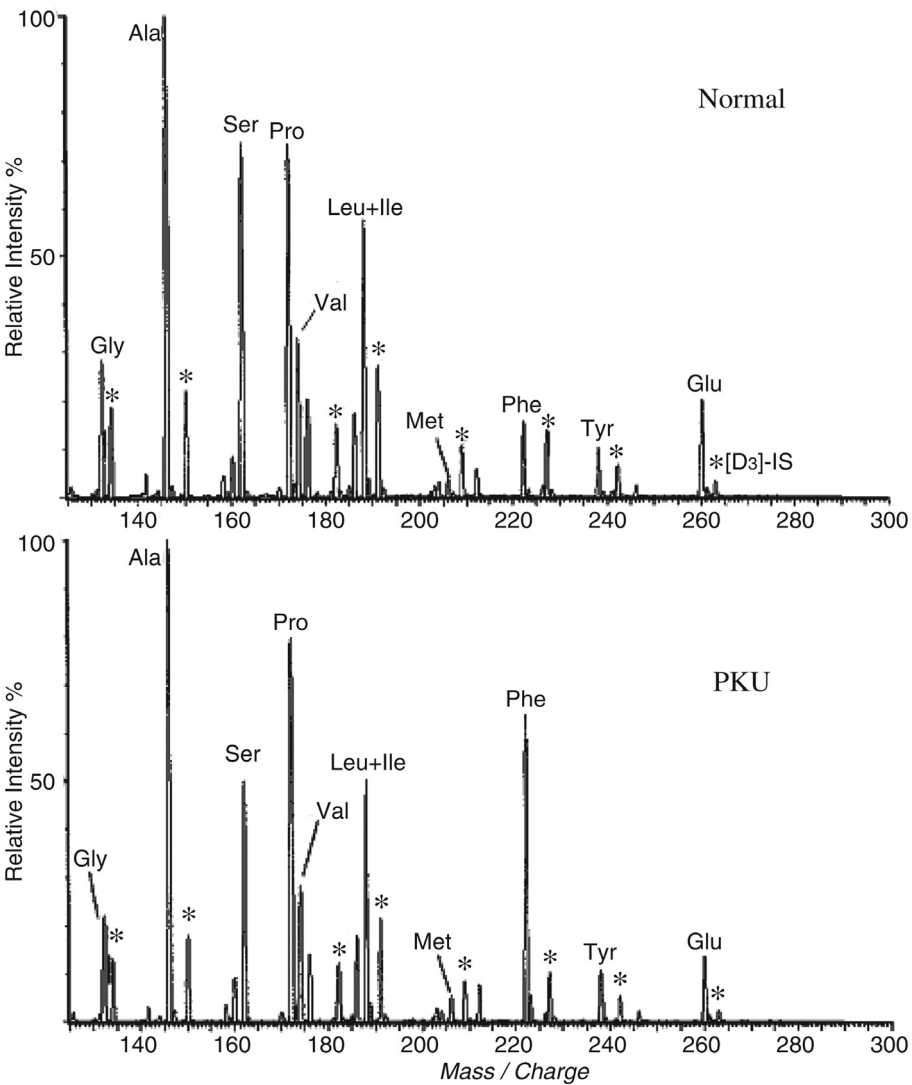 100
Ala
Normal
Ser
Pro
Leu+Ile
Relative Intensity %
50
Val
Gly
*
*
*
*
Met
*
Phe
*
Tyr
*
Glu
*[D3]-IS
140
160
180
200
220
240
260
280
300
100
Ala
Pro
PKU
Phe
Ser
Leu+Ile
Relative Intensity %
50
Val
Gly
*
*
*
*
Met
*
*
Tyr
*
Glu
*
140
160
180
200
220
240
260
280
300
Mass / Charge